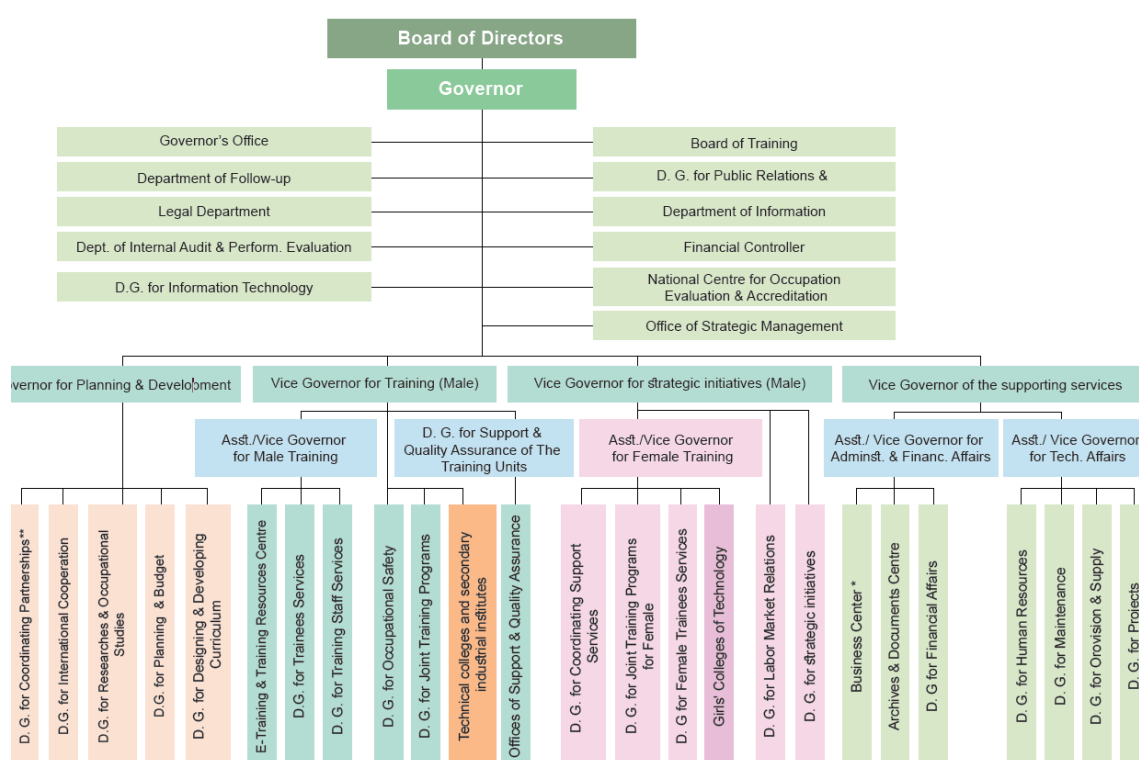 Board of Directors
Governor
Governor's Office
Board of Training
Department of Follow-up
D. G. for Public Relations &
Legal Department
Department of Information
Dept. of Internal Audit & Perform. Evaluation
Financial Controller
D.G. for Information Technology
National Centre for Occupation
Evaluation & Accreditation
Office of Strategic Management
vernor for Planning & Development
Vice Governor for Training (Male)
Vice Governor for strategic initiatives (Male)
Vice Governor of the supporting services
Asst./Vice Governor
for Male Training
D. G. for Support &
Quality Assurance of The
Training Units
Asst./Vice Governor
for Female Training
Asst./ Vice Governor for
Adminst. & Financ. Affairs
Asst./ Vice Governor
for Tech. Affairs
D. G. for Coordinating Partnerships**
D.G. for International Cooperation
D.G. for Researches & Occupational
Studies
D.G. for Planning & Budget
D. G. for Designing & Developing
Curriculum
E-Training & Training Resources Centre
D.G. for Trainees Services
D. G. for Training Staff Services
D. G. for Occupational Safety
D. G. for Joint Training Programs
Technical colleges and secondary
industrial institutes
Offices of Support & Quality Assurance
D. G. for Coordinating Support
Services
D. G. for Joint Training Programs
for Female
D. G for Female Trainees Services
Girls' Colleges of Technology
D. G. for Labor Market Relations
D. G. for strategic initiatives
Business Center *
Archives & Documents Centre
D. G for Financial Affairs
D. G. for Human Resources
D. G. for Maintenance
D. G. for Orovision & Supply
D. G. for Projects